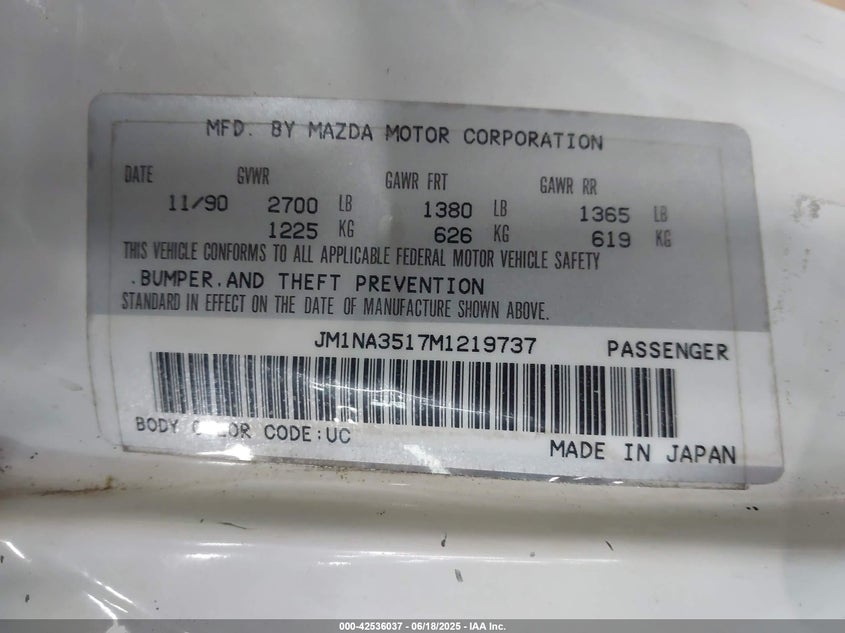 MFD. BY MAZDA MOTOR CORPORATION
DATE GVWR GAWR FRT GAWR RR
11/90 2700 LB 1380 LB 1365 LB
1225 KG 626 KG 619 KG
THIS VEHICLE CONFORMS TO ALL APPLICABLE FEDERAL MOTOR VEHICLE SAFETY
.BUMPER.AND THEFT PREVENTION
STANDARD IN EFFECT ON THE DATE OF MANUFACTURE SHOWN ABOVE.
JM1NA3517M1219737 PASSENGER
BODY COLOR CODE:UC
MADE IN JAPAN
000-42536037 - 06/18/2025 - IAA Inc.